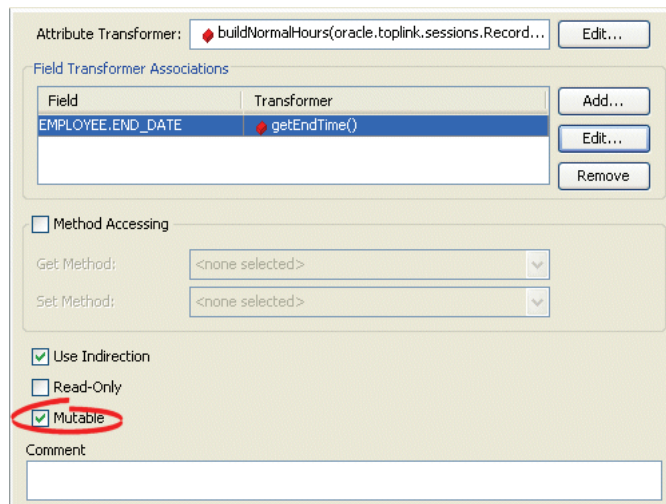 Attribute Transformer: buildNormalHours(oracle.toplink.sessions.Record... Edit...
Field Transformer Associations
Field Transformer Add...
EMPLOYEE.END_DATE getEndTime() Edit...
Remove
Method Accessing
Get Method: <none selected>
Set Method: <none selected>
Use Indirection
Read-Only
Mutable
Comment